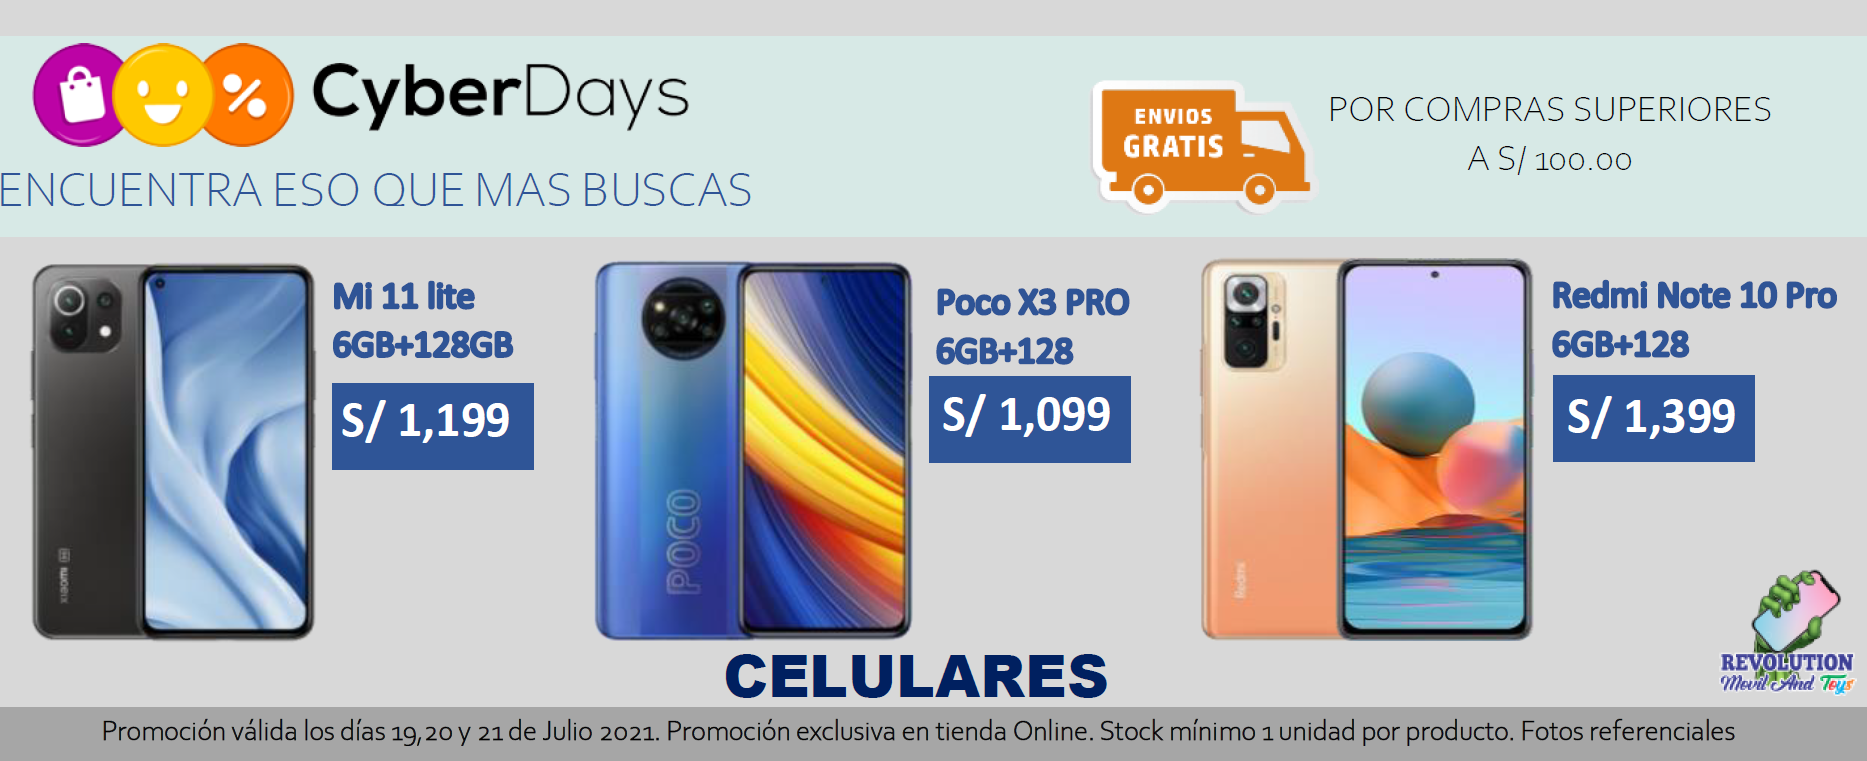 CyberDays
ENCUENTRA ESO QUE MAS BUSCAS
ENVIOS
GRATIS
POR COMPRAS SUPERIORES
A S/ 100.00
Mi 11 lite
6GB+128GB
S/ 1,199
Poco X3 PRO
6GB+128
S/ 1,099
Redmi Note 10 Pro
6GB+128
S/ 1,399
XIAOMI
POCO
Redmi
CELULARES
REVOLUTION
Movil And Toys
Promoción válida los días 19,20 y 21 de Julio 2021. Promoción exclusiva en tienda Online. Stock mínimo 1 unidad por producto. Fotos referenciales